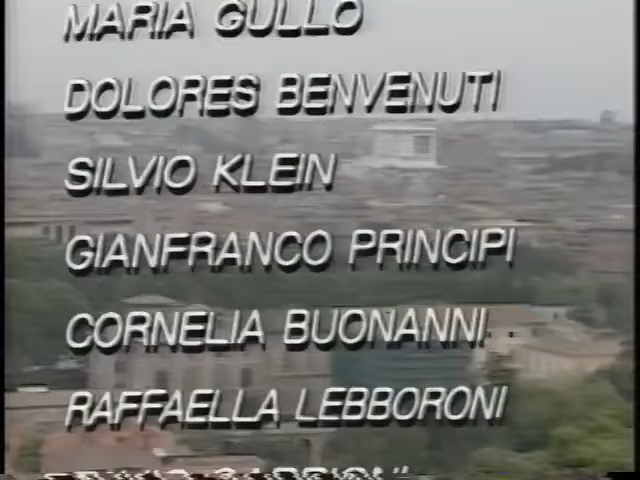 MARIA GULLO
DOLORES BENVENUTI
SILVIO KLEIN
GIANFRANCO PRINCIPI
CORNELIA BUONANNI
RAFFAELLA LEBBORONI